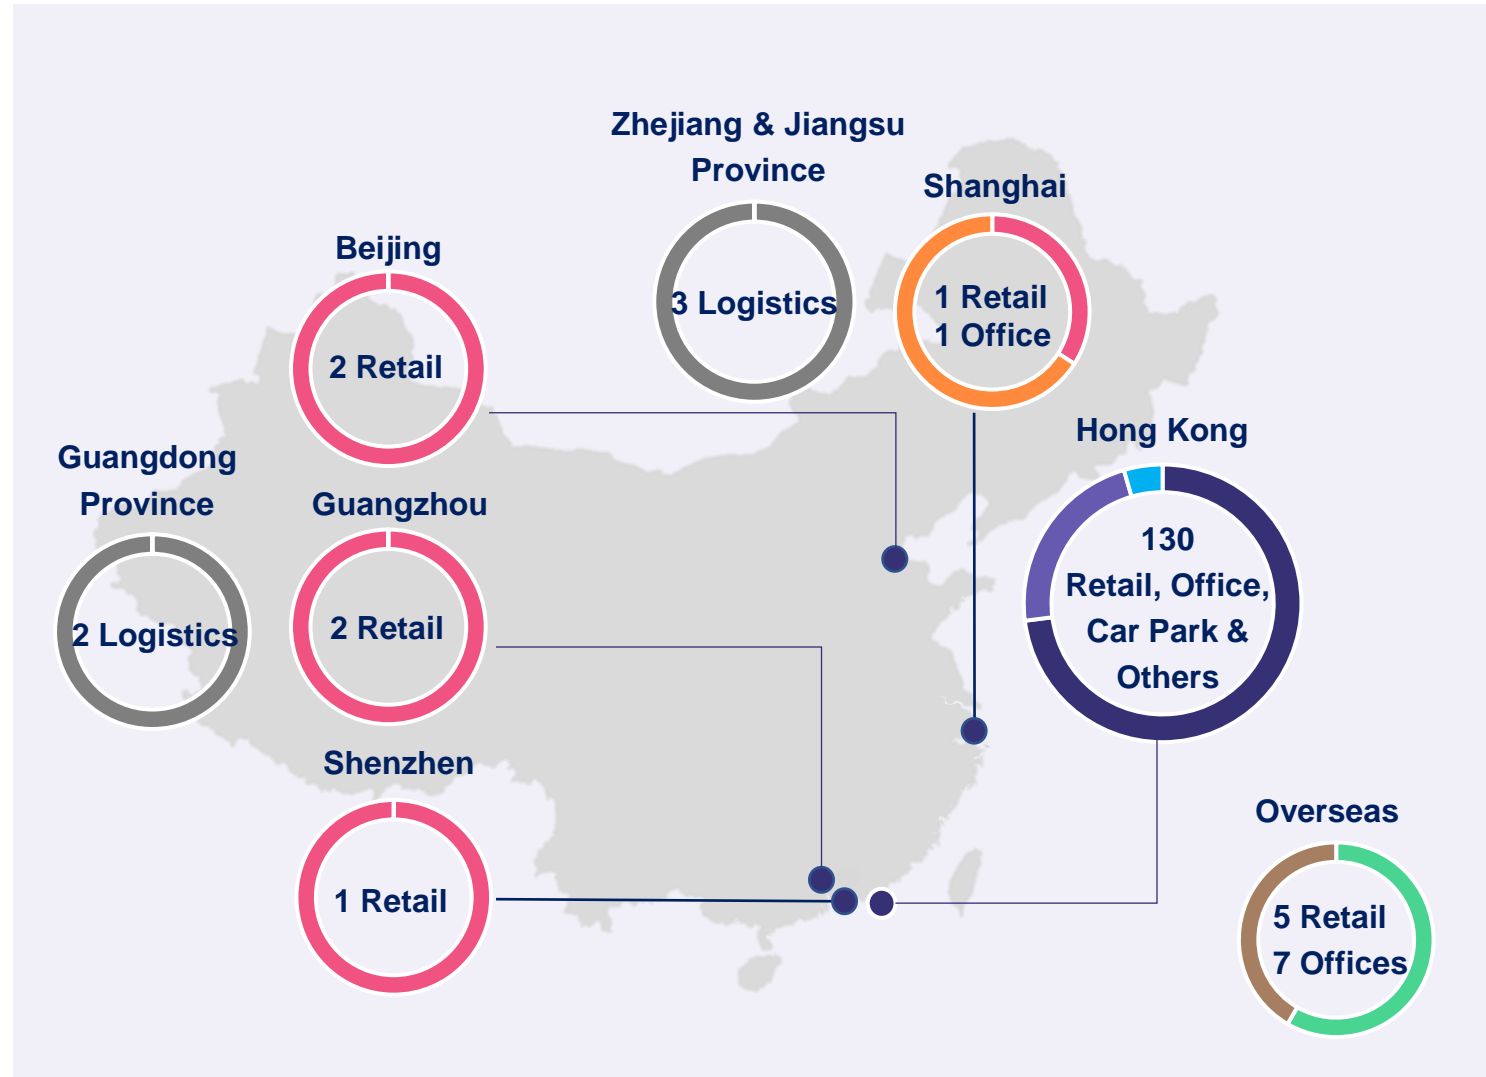 Zhejiang & Jiangsu
Province
3 Logistics
Shanghai
1 Retail
1 Office
Beijing
2 Retail
Hong Kong
130
Retail, Office,
Car Park &
Others
Guangdong
Province
2 Logistics
Guangzhou
2 Retail
Shenzhen
1 Retail
Overseas
5 Retail
7 Offices